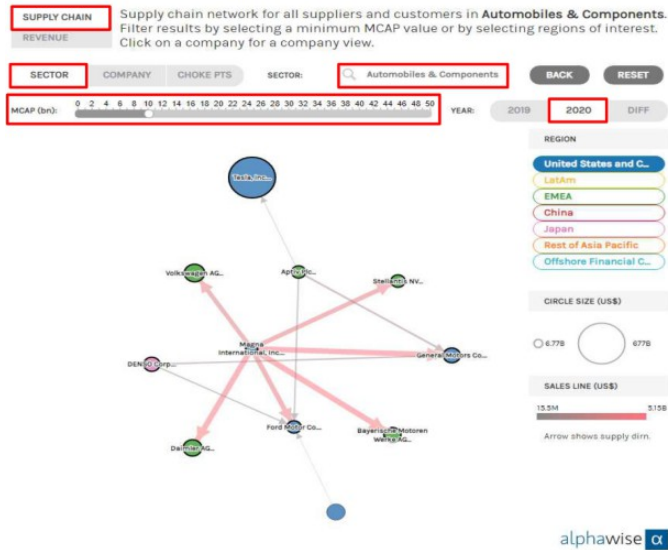 SUPPLY CHAIN
REVENUE
Supply chain network for all suppliers and customers in Automobiles & Components.
Filter results by selecting a minimum MCAP value or by selecting regions of interest.
Click on a company for a company view.
SECTOR COMPANY CHOKE PTS SECTOR: Automobiles & Components BACK RESET
MCAP (bn): 0 2 4 6 8 10 12 14 16 18 20 22 24 26 28 30 32 34 36 38 40 42 44 46 48 50 YEAR: 2019 2020 DIFF
REGION
United States and C...
LatAm
EMEA
China
Japan
Rest of Asia Pacific
Offshore Financial C...
CIRCLE SIZE (US$)
6.77B 677B
SALES LINE (US$)
13.5M 5.15B
Arrow shows supply dirn.
Tesla, Inc...
Volkswagen AG...
Aptiv Plc...
Stellantis NV...
Magna
International, Inc...
General Motors Co...
DENSO Corp...
Ford Motor Co...
Bayerische Motoren
Werke AG...
Daimler AG...
alphawise α